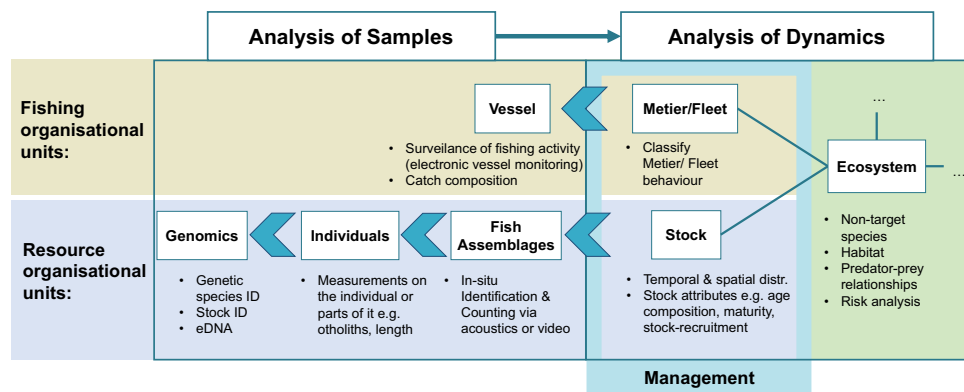 Analysis of Samples
Analysis of Dynamics
Fishing
organisational
units:
Vessel
• Surveilance of fishing activity
(electronic vessel monitoring)
• Catch composition
Metier/Fleet
• Classify
Metier/ Fleet
behaviour
...
Ecosystem
...
• Non-target
species
• Habitat
• Predator-prey
relationships
• Risk analysis
Resource
organisational
units:
Genomics
• Genetic
species ID
• Stock ID
• eDNA
Individuals
• Measurements on
the individual or
parts of it e.g.
otholiths, length
Fish
Assemblages
• In-situ
Identification &
Counting via
acoustics or video
Stock
• Temporal & spatial distr.
• Stock attributes e.g. age
composition, maturity,
stock-recruitment
Management